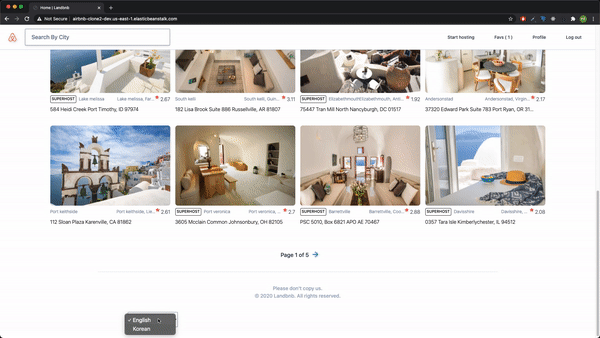 Home | Landbnb
Not Secure | airbnb-clone2-dev.us-east-1.elasticbeanstalk.com
Search By City
Start hosting
Favs ( 1 )
Profile
Log out
SUPERHOST Lake melissa Lake melissa, Far... 2.67
584 Heidi Creek Port Timothy, ID 97974
South kelli South kelli, Guin... 3.11
182 Lisa Brook Suite 886 Russellville, AR 81807
SUPERHOST Elizabethmouth Elizabethmouth, Anti... 1.92
75447 Tran Mill North Nancyburgh, DC 01517
Andersonstad Andersonstad, Virgin... 2.17
37320 Edward Park Suite 783 Port Ryan, OR 31...
Port keithside Port keithside, Lie... 2.61
112 Sloan Plaza Karenville, CA 81862
Port veronica Port veronica, ... 2.7
3605 Mcclain Common Johnsonbury, OH 82105
SUPERHOST Barrettville Barrettville, Coo... 2.88
PSC 5010, Box 6821 APO AE 70467
SUPERHOST Davisshire Davisshire, ... 2.08
0357 Tara Isle Kimberlychester, IL 94512
Page 1 of 5
Please don't copy us.
© 2020 Landbnb. All rights reserved.
English
Korean